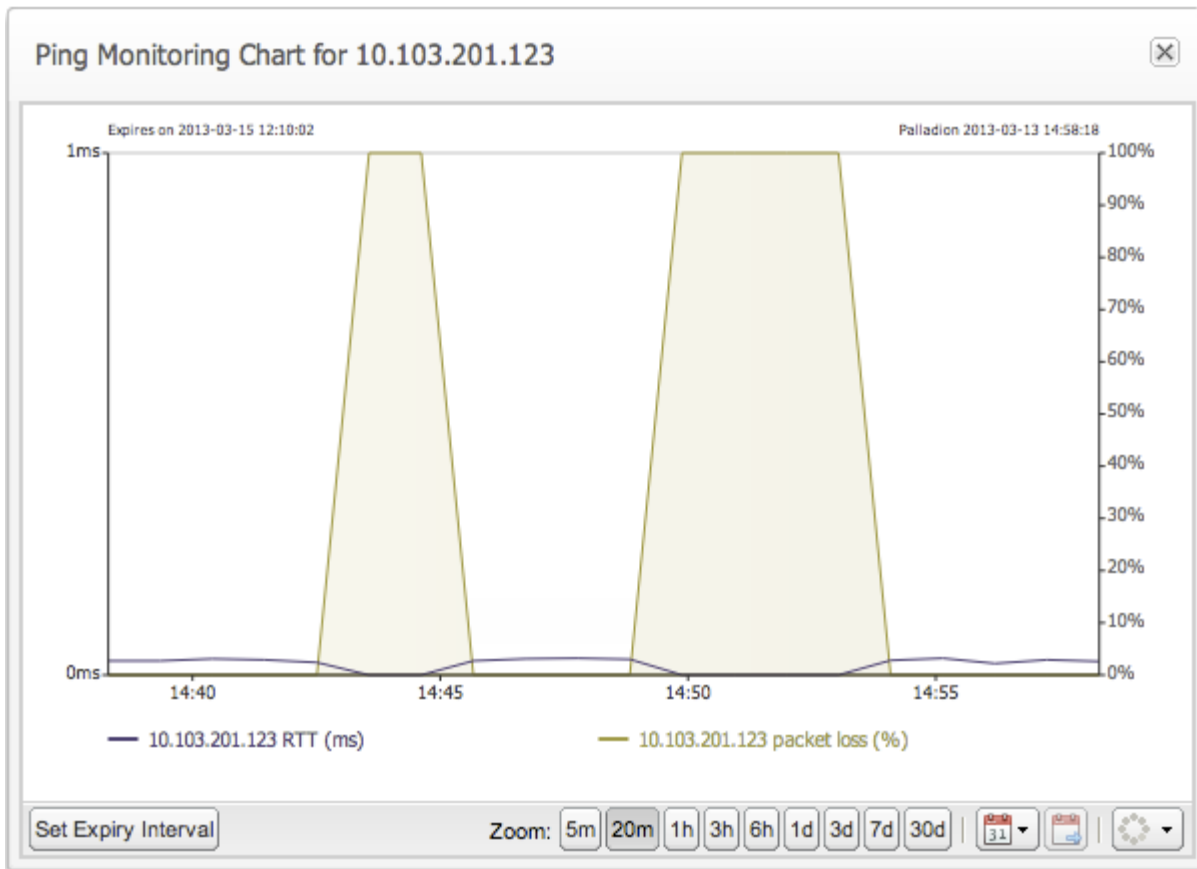 Ping Monitoring Chart for 10.103.201.123
Expires on 2013-03-15 12:10:02
Palladion 2013-03-13 14:58:18
1ms
100%
90%
80%
70%
60%
50%
40%
30%
20%
10%
0ms
0%
14:40
14:45
14:50
14:55
10.103.201.123 RTT (ms)
10.103.201.123 packet loss (%)
Set Expiry Interval
Zoom: 5m 20m 1h 3h 6h 1d 3d 7d 30d
31